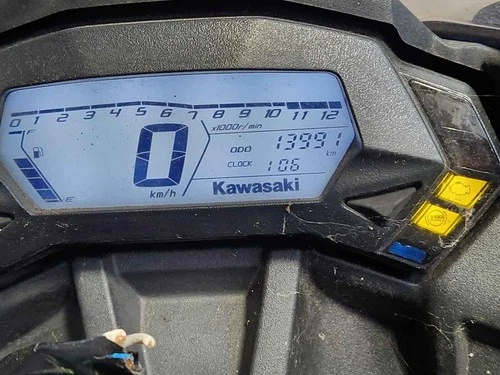 0 1 2 3 4 5 6 7 8 9 10 11 12
x1000r/min
F
ODO 13991
km
0
CLOCK 1:06
km/h
Kawasaki
E